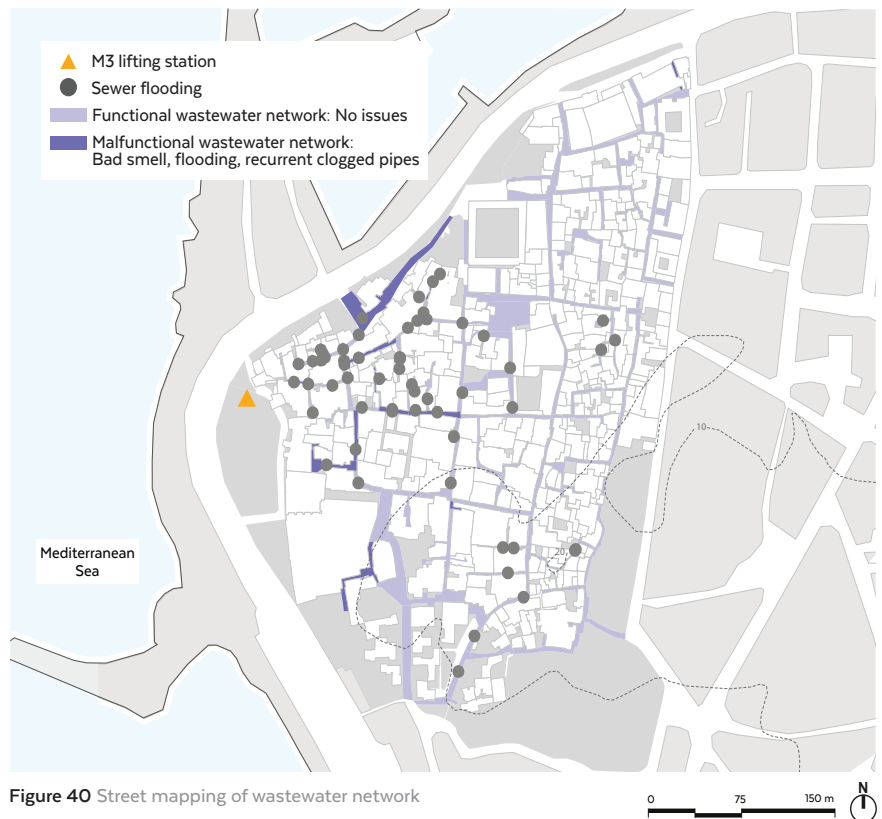 M3 lifting station
Sewer flooding
Functional wastewater network: No issues
Malfunctional wastewater network:
Bad smell, flooding, recurrent clogged pipes
10
20
Mediterranean
Sea
Figure 40 Street mapping of wastewater network
0 75 150 m
N